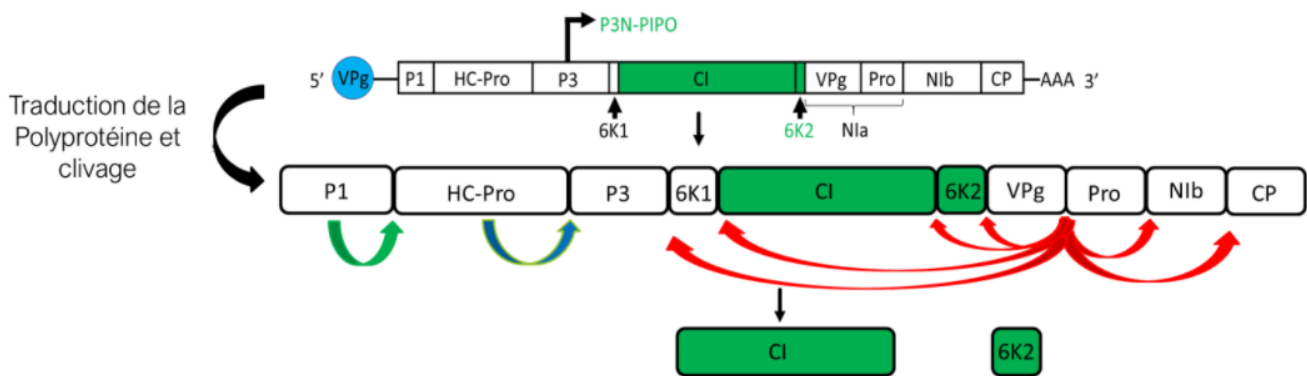 P3N-PIPO
5' VPg P1 HC-Pro P3 CI VPg Pro NIb CP AAA 3'
6K1 6K2 NIa
Traduction de la
Polyprotéine et
clivage
P1 HC-Pro P3 6K1 CI 6K2 VPg Pro NIb CP
CI 6K2